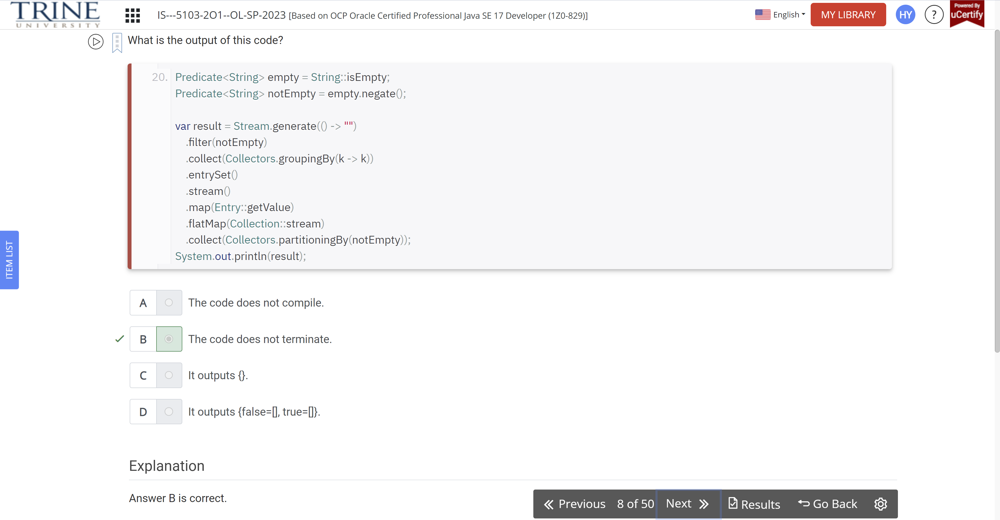 TRINE
UNIVERSITY
IS---5103-2O1--OL-SP-2023 [Based on OCP Oracle Certified Professional Java SE 17 Developer (1Z0-829)]
English
MY LIBRARY
HY
?
Powered By
uCertify
What is the output of this code?
20. Predicate<String> empty = String::isEmpty;
Predicate<String> notEmpty = empty.negate();
var result = Stream.generate(() -> "")
.filter(notEmpty)
.collect(Collectors.groupingBy(k -> k))
.entrySet()
.stream()
.map(Entry::getValue)
.flatMap(Collection::stream)
.collect(Collectors.partitioningBy(notEmpty));
System.out.println(result);
ITEM LIST
A The code does not compile.
B The code does not terminate.
C It outputs {}.
D It outputs {false=[], true=[]}.
Explanation
Answer B is correct.
Previous 8 of 50 Next Results Go Back